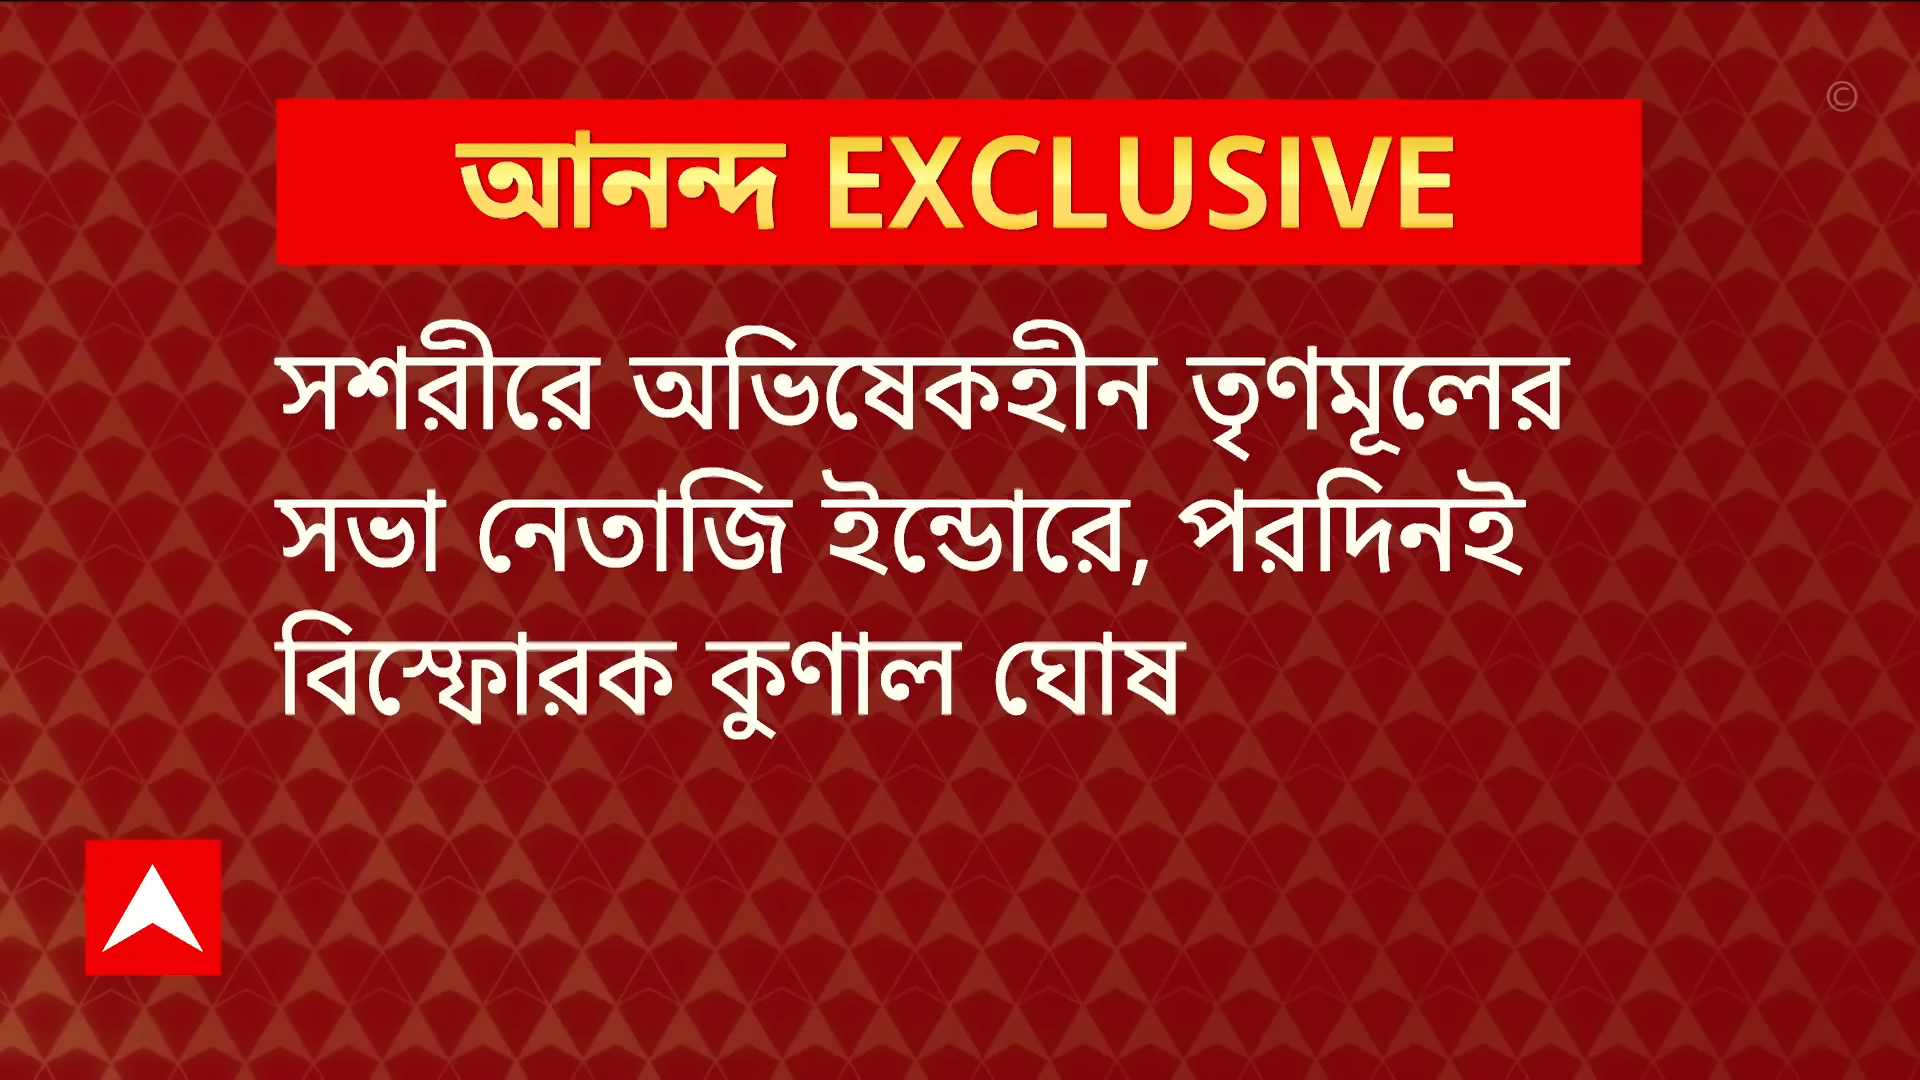 ©
আনন্দ EXCLUSIVE
সশরীরে অভিষেকহীন তৃণমূলের
সভা নেতাজি ইন্ডোরে, পরদিনই
বিস্ফোরক কুণাল ঘোষ